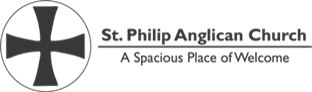 St. Philip Anglican Church
A Spacious Place of Welcome